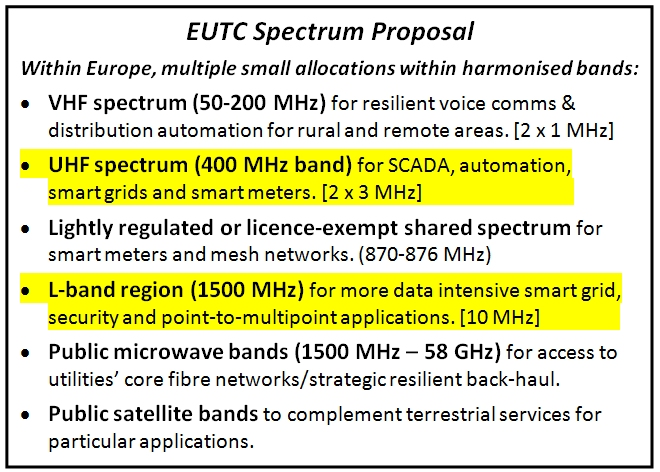 EUTC Spectrum Proposal
Within Europe, multiple small allocations within harmonised bands:
• VHF spectrum (50-200 MHz) for resilient voice comms &
distribution automation for rural and remote areas. [2 x 1 MHz]
• UHF spectrum (400 MHz band) for SCADA, automation,
smart grids and smart meters. [2 x 3 MHz]
• Lightly regulated or licence-exempt shared spectrum for
smart meters and mesh networks. (870-876 MHz)
• L-band region (1500 MHz) for more data intensive smart grid,
security and point-to-multipoint applications. [10 MHz]
• Public microwave bands (1500 MHz – 58 GHz) for access to
utilities’ core fibre networks/strategic resilient back-haul.
• Public satellite bands to complement terrestrial services for
particular applications.